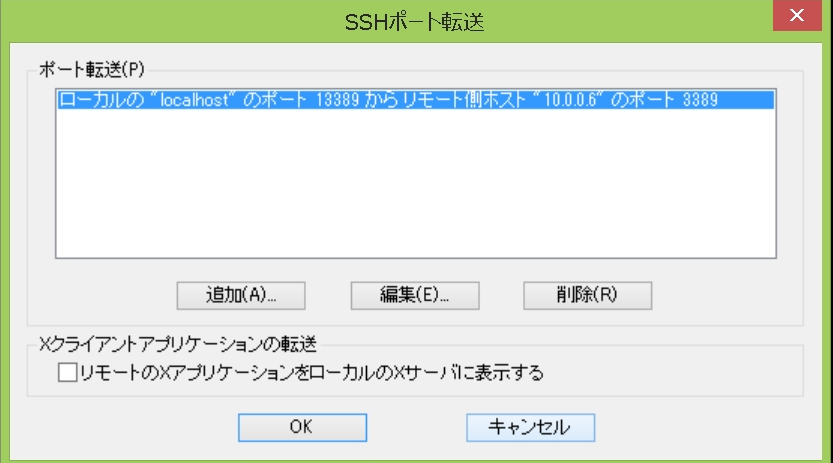 SSHポート転送
ポート転送(P)
ローカルの "localhost" のポート 13389 から リモート側ホスト "10.0.0.6" のポート 3389
追加(A)... 編集(E)... 削除(R)
Xクライアントアプリケーションの転送
リモートのXアプリケーションをローカルのXサーバに表示する
OK キャンセル